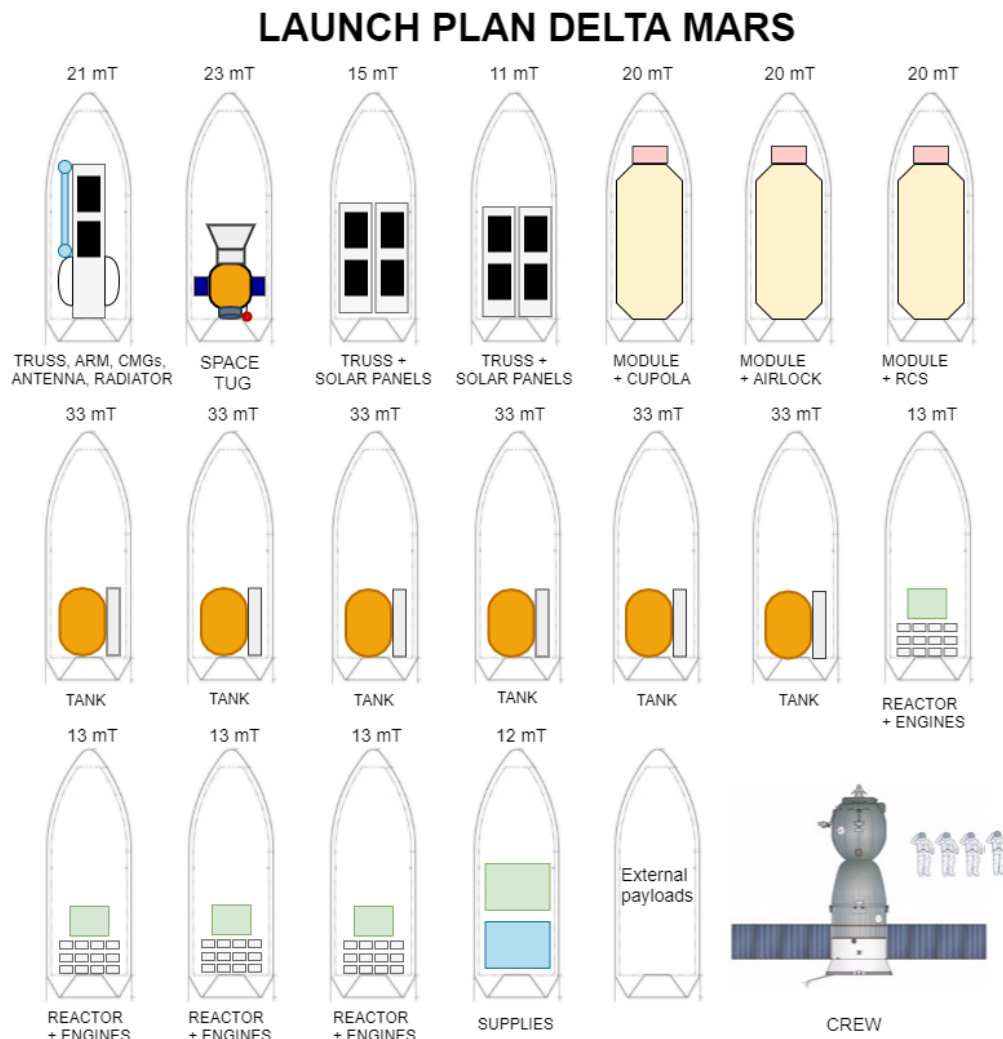 LAUNCH PLAN DELTA MARS
21 mT
23 mT
15 mT
11 mT
20 mT
20 mT
20 mT
TRUSS, ARM, CMGs,
ANTENNA, RADIATOR
SPACE
TUG
TRUSS +
SOLAR PANELS
TRUSS +
SOLAR PANELS
MODULE
+ CUPOLA
MODULE
+ AIRLOCK
MODULE
+ RCS
33 mT
33 mT
33 mT
33 mT
33 mT
33 mT
13 mT
TANK
TANK
TANK
TANK
TANK
TANK
REACTOR
+ ENGINES
13 mT
13 mT
13 mT
12 mT
External
payloads
REACTOR
+ ENGINES
REACTOR
+ ENGINES
REACTOR
+ ENGINES
SUPPLIES
CREW